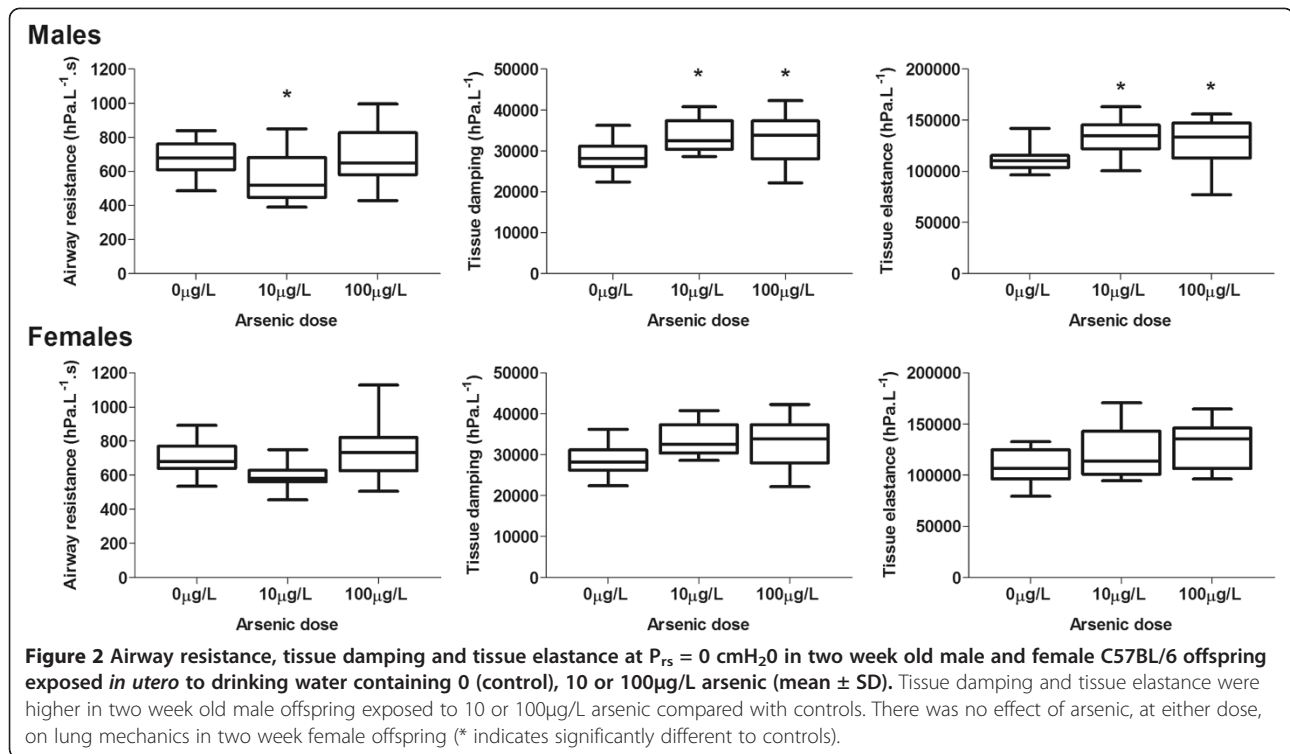 Males
Airway resistance (hPa.L⁻¹.s)
1200
1000
800
600
400
200
0
0µg/L 10µg/L 100µg/L
Arsenic dose
*
Tissue damping (hPa.L⁻¹)
50000
40000
30000
20000
10000
0
0µg/L 10µg/L 100µg/L
Arsenic dose
* *
Tissue elastance (hPa.L⁻¹)
200000
150000
100000
50000
0
0µg/L 10µg/L 100µg/L
Arsenic dose
* *
Females
Airway resistance (hPa.L⁻¹.s)
1200
1000
800
600
400
200
0
0µg/L 10µg/L 100µg/L
Arsenic dose
Tissue damping (hPa.L⁻¹)
50000
40000
30000
20000
10000
0
0µg/L 10µg/L 100µg/L
Arsenic dose
Tissue elastance (hPa.L⁻¹)
200000
150000
100000
50000
0
0µg/L 10µg/L 100µg/L
Arsenic dose
Figure 2 Airway resistance, tissue damping and tissue elastance at Pᵣₛ = 0 cmH₂0 in two week old male and female C57BL/6 offspring
exposed in utero to drinking water containing 0 (control), 10 or 100µg/L arsenic (mean ± SD). Tissue damping and tissue elastance were
higher in two week old male offspring exposed to 10 or 100µg/L arsenic compared with controls. There was no effect of arsenic, at either dose,
on lung mechanics in two week female offspring (* indicates significantly different to controls).